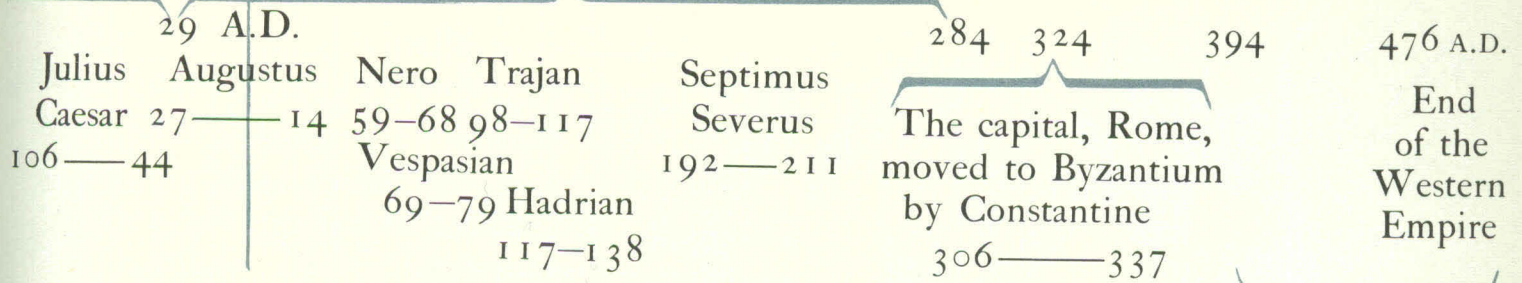 29 A.D.
284 324 394 476 A.D.
Julius Augustus Nero Trajan
Caesar 27—14 59–68 98–117
106—44 Vespasian
69–79 Hadrian
117–138
Septimus
Severus
192—211
The capital, Rome,
moved to Byzantium
by Constantine
306—337
End
of the
Western
Empire